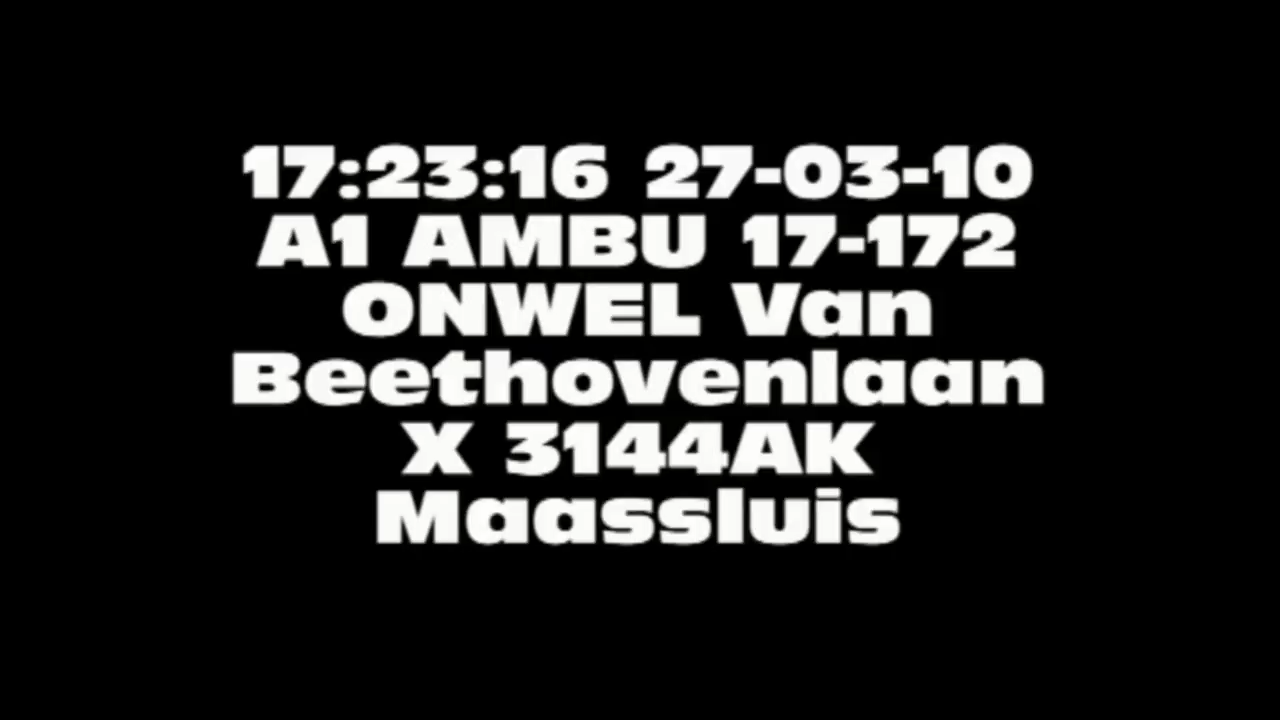 17:23:16 27-03-10
A1 AMBU 17-172
ONWEL Van
Beethovenlaan
X 3144AK
Maassluis